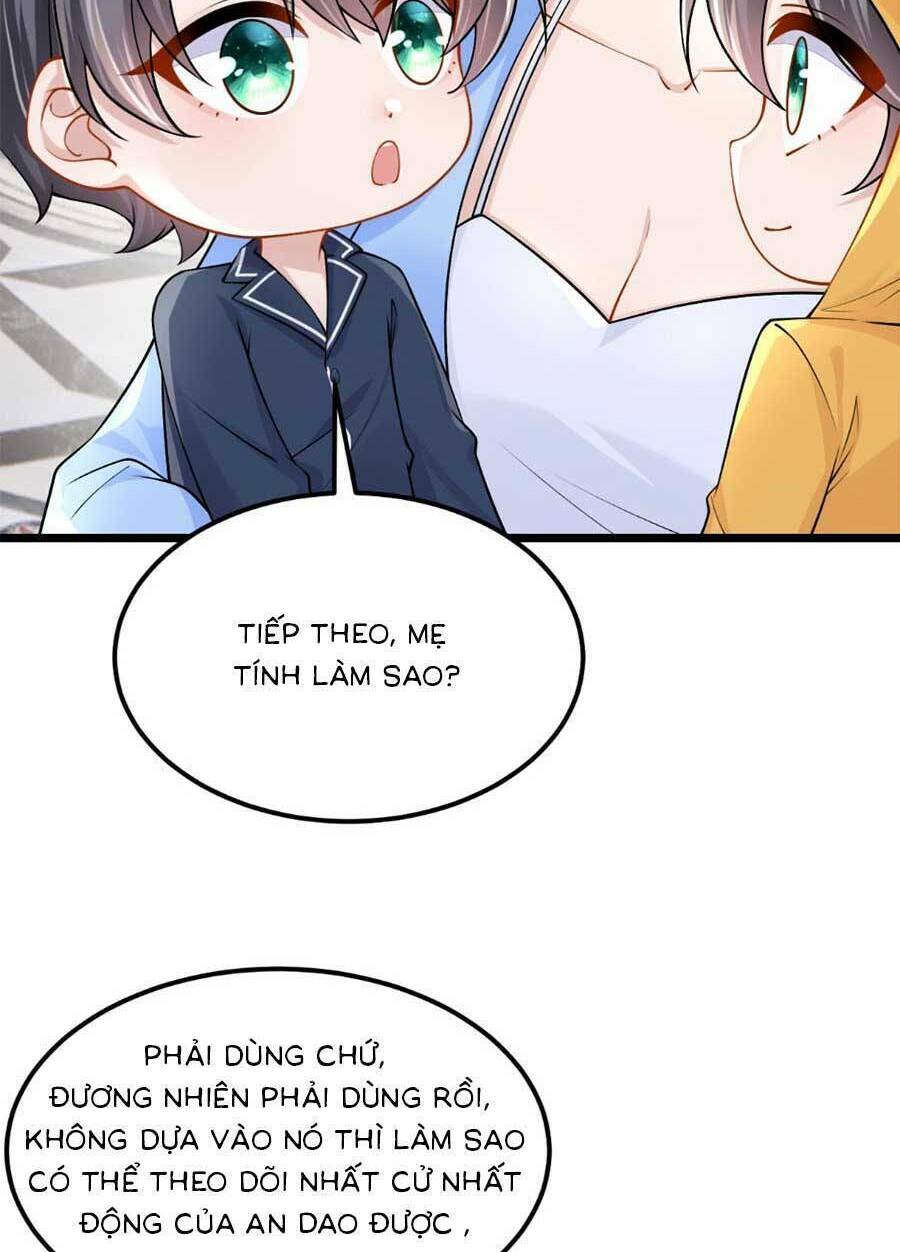 TIẾP THEO, MẸ
TÍNH LÀM SAO?
PHẢI DÙNG CHỨ,
ĐƯƠNG NHIÊN PHẢI DÙNG RỒI,
KHÔNG DỰA VÀO NÓ THÌ LÀM SAO
CÓ THỂ THEO DÕI NHẤT CỬ NHẤT
ĐỘNG CỦA AN DAO ĐƯỢC ,